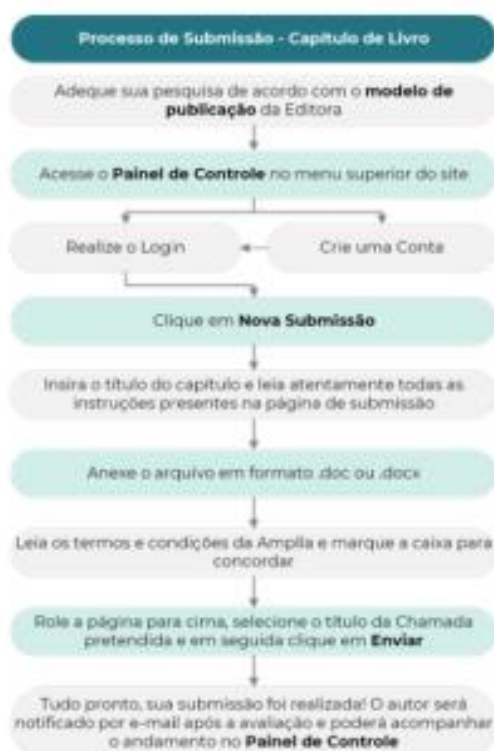 Processo de Submissão - Capítulo de Livro
Adeque sua pesquisa de acordo com o modelo de
publicação da Editora
Acesse o Painel de Controle no menu superior do site
Realize o Login
Crie uma Conta
Clique em Nova Submissão
Insira o título do capítulo e leia atentamente todas as
instruções presentes na página de submissão
Anexe o arquivo em formato .doc ou .docx
Leia os termos e condições da Amplla e marque a caixa para
concordar
Role a página para cima, selecione o título da Chamada
pretendida e em seguida clique em Enviar
Tudo pronto, sua submissão foi realizada! O autor será
notificado por e-mail após a avaliação e poderá acompanhar
o andamento no Painel de Controle